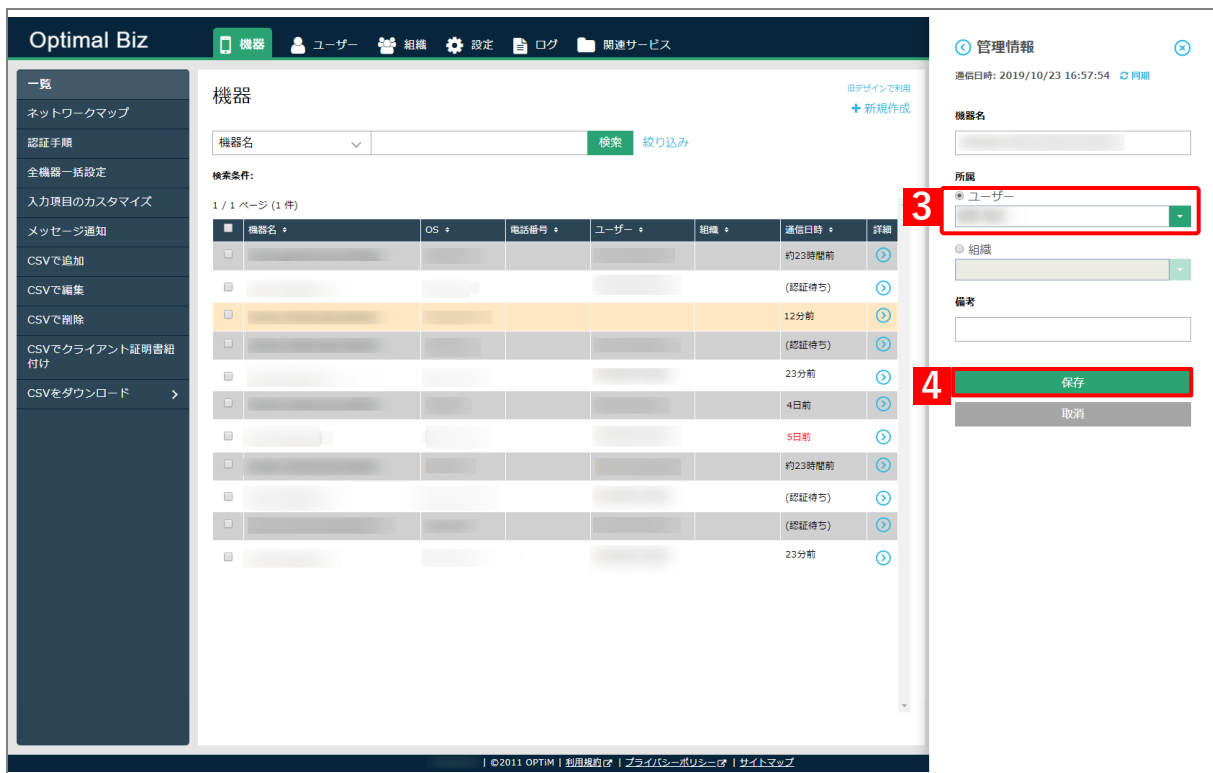 Optimal Biz
機器
ユーザー
組織
設定
ログ
関連サービス
一覧
ネットワークマップ
認証手順
全機器一括設定
入力項目のカスタマイズ
メッセージ通知
CSVで追加
CSVで編集
CSVで削除
CSVでクライアント証明書紐
付け
CSVをダウンロード
機器
旧デザインで利用
+ 新規作成
機器名
検索
絞り込み
検索条件:
1 / 1 ページ (1 件)
機器名 OS 電話番号 ユーザー 組織 通信日時 詳細
約23時間前
(認証待ち)
12分前
(認証待ち)
23分前
4日前
5日前
約23時間前
(認証待ち)
(認証待ち)
23分前
管理情報
通信日時: 2019/10/23 16:57:54 同期
機器名
所属
3
ユーザー
組織
備考
4
保存
取消
| ©2011 OPTiM | 利用規約 | プライバシーポリシー | サイトマップ